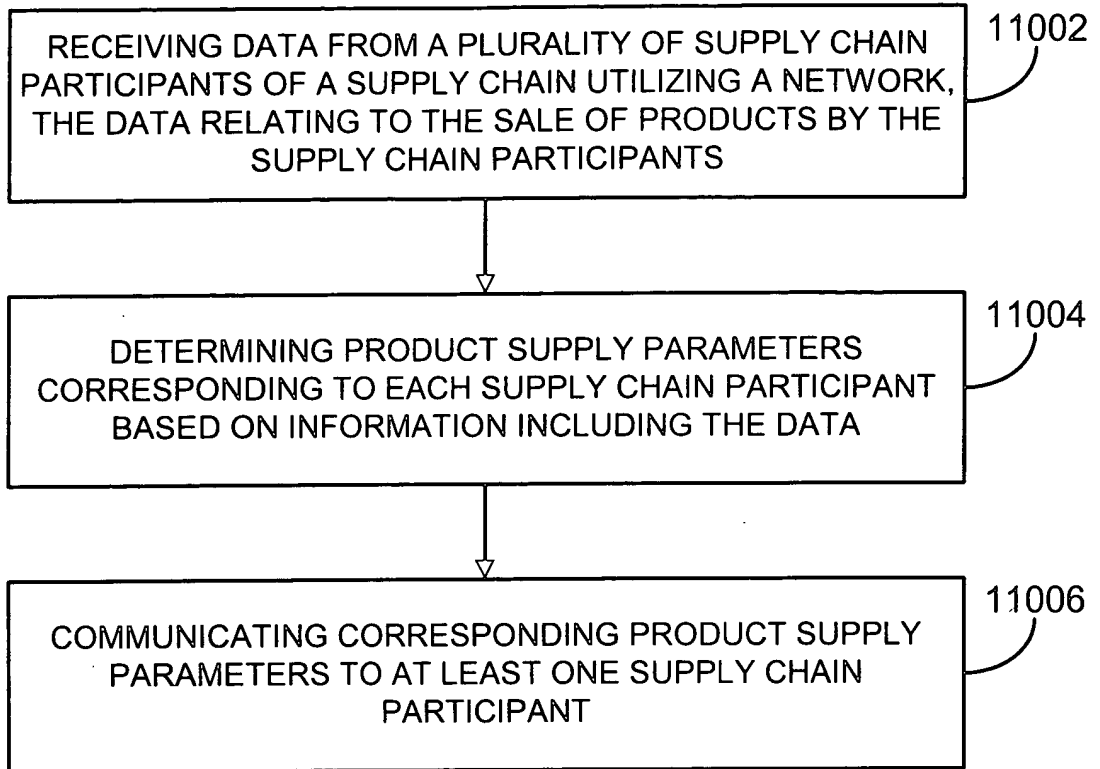 RECEIVING DATA FROM A PLURALITY OF SUPPLY CHAIN
PARTICIPANTS OF A SUPPLY CHAIN UTILIZING A NETWORK,
THE DATA RELATING TO THE SALE OF PRODUCTS BY THE
SUPPLY CHAIN PARTICIPANTS
11002
DETERMINING PRODUCT SUPPLY PARAMETERS
CORRESPONDING TO EACH SUPPLY CHAIN PARTICIPANT
BASED ON INFORMATION INCLUDING THE DATA
11004
COMMUNICATING CORRESPONDING PRODUCT SUPPLY
PARAMETERS TO AT LEAST ONE SUPPLY CHAIN
PARTICIPANT
11006